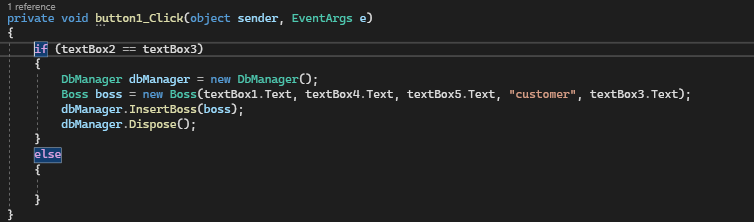 1 reference
private void button1_Click(object sender, EventArgs e)
{
if (textBox2 == textBox3)
{
DbManager dbManager = new DbManager();
Boss boss = new Boss(textBox1.Text, textBox4.Text, textBox5.Text, "customer", textBox3.Text);
dbManager.InsertBoss(boss);
dbManager.Dispose();
}
else
{
}
}